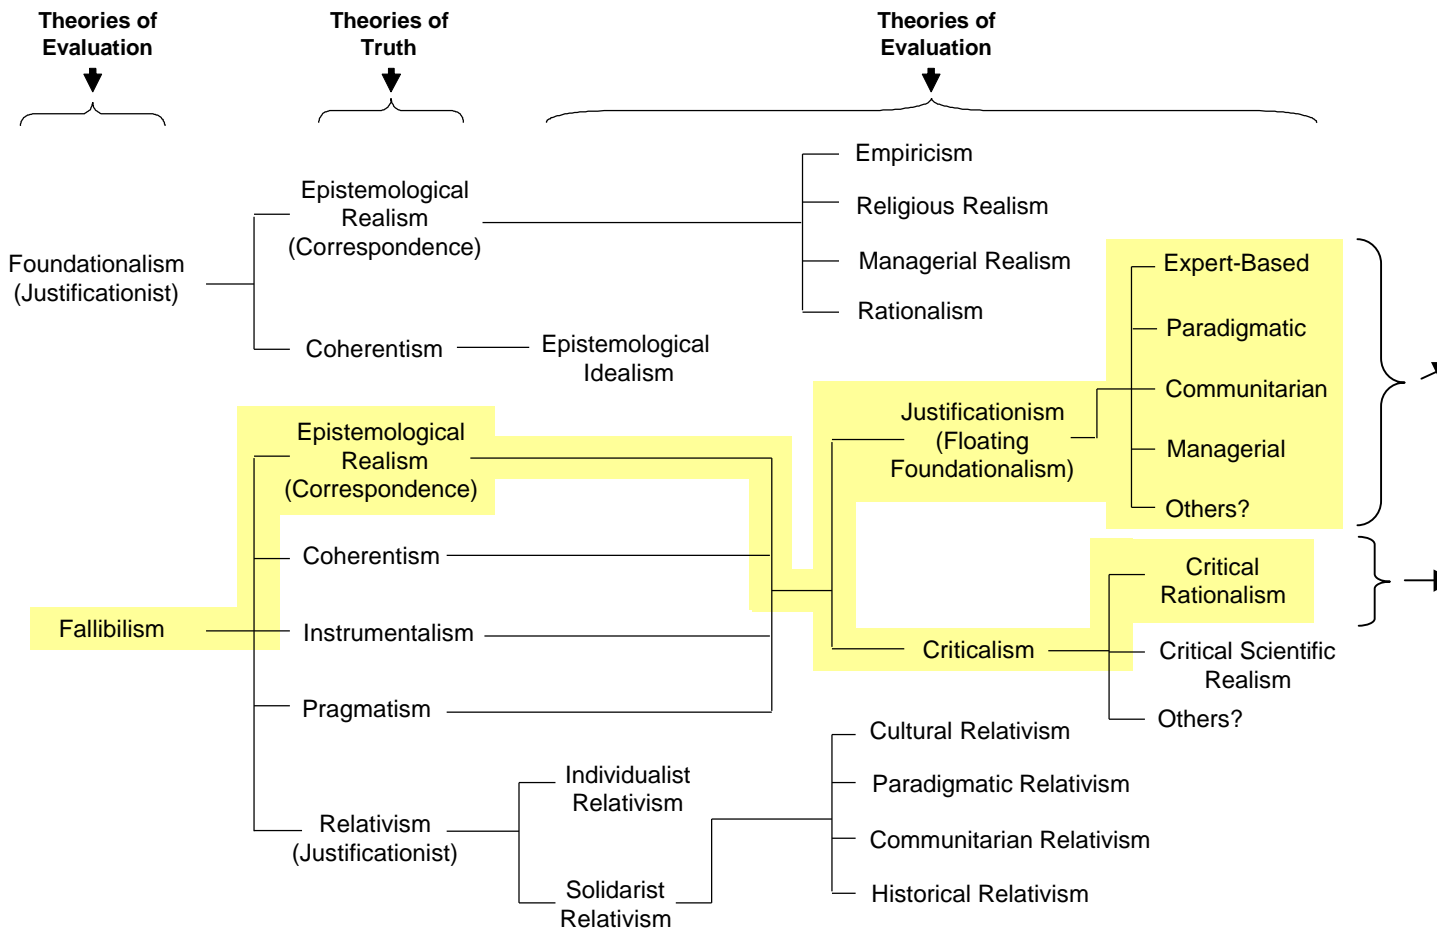 Theories of
Evaluation
Theories of
Truth
Theories of
Evaluation
Foundationalism
(Justificationist)
Epistemological
Realism
(Correspondence)
Empiricism
Religious Realism
Managerial Realism
Rationalism
Coherentism
Epistemological
Idealism
Fallibilism
Epistemological
Realism
(Correspondence)
Coherentism
Instrumentalism
Pragmatism
Relativism
(Justificationist)
Justificationism
(Floating
Foundationalism)
Expert-Based
Paradigmatic
Communitarian
Managerial
Others?
Criticalism
Critical
Rationalism
Critical Scientific
Realism
Others?
Individualist
Relativism
Solidarist
Relativism
Cultural Relativism
Paradigmatic Relativism
Communitarian Relativism
Historical Relativism